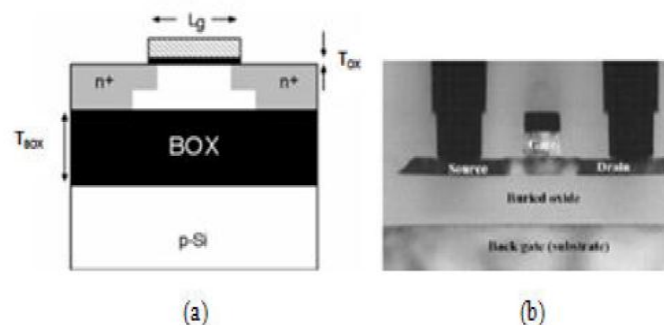 Lg
TOX
n+ n+
TBOX
BOX
p-Si
(a)
Gate
Source Drain
Buried oxide
Back gate (substrate)
(b)